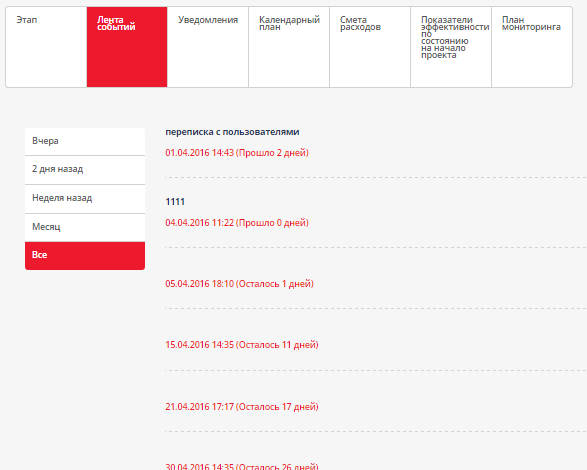 Этап
Лента
событий
Уведомления
Календарный
план
Смета
расходов
Показатели
эффективности
по
состоянию
на начало
проекта
План
мониторинга
Вчера
2 дня назад
Неделя назад
Месяц
Все
переписка с пользователями
01.04.2016 14:43 (Прошло 2 дней)
1111
04.04.2016 11:22 (Прошло 0 дней)
05.04.2016 18:10 (Осталось 1 дней)
15.04.2016 14:35 (Осталось 11 дней)
21.04.2016 17:17 (Осталось 17 дней)
30.04.2016 14:35 (Осталось 26 дней)